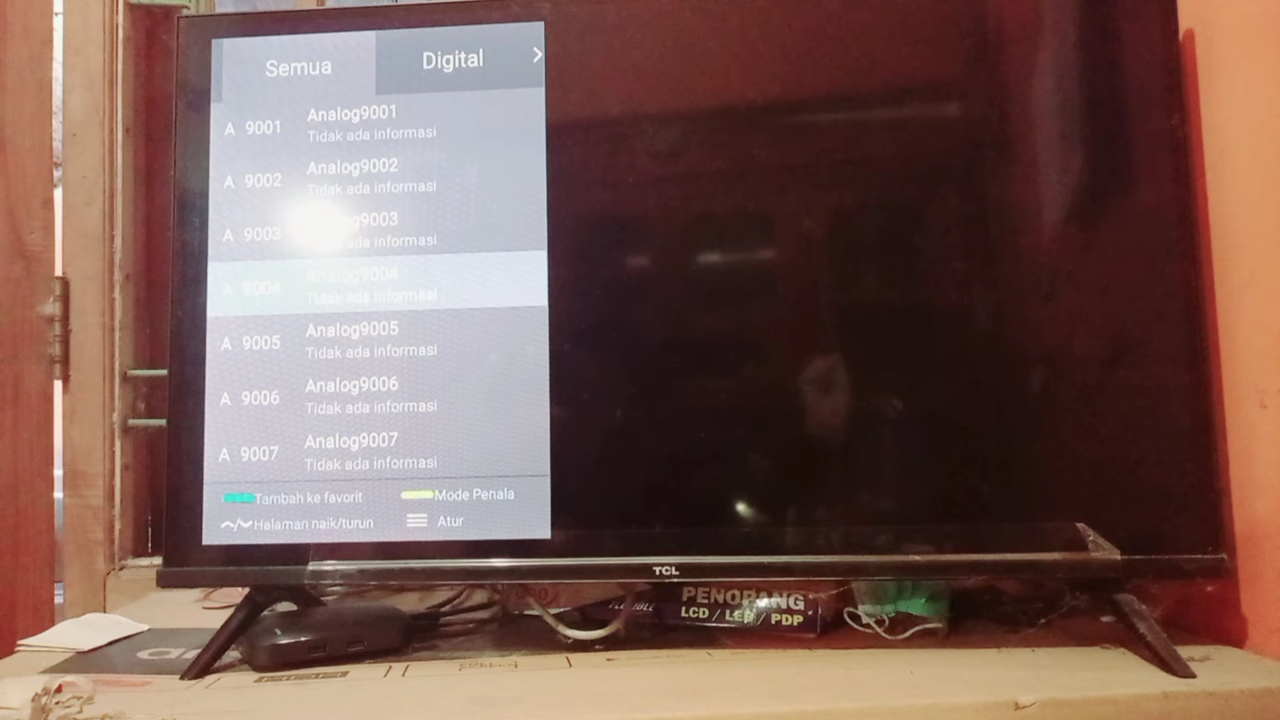 Semua
Digital
A 9001 Analog9001
Tidak ada informasi
A 9002 Analog9002
Tidak ada informasi
A 9003 og9003
ada informasi
A 9004 Analog9004
Tidak ada informasi
A 9005 Analog9005
Tidak ada informasi
A 9006 Analog9006
Tidak ada informasi
A 9007 Analog9007
Tidak ada informasi
Tambah ke favorit Mode Penala
Halaman naik/turun Atur
TCL
PENOPANG
LCD / LED / PDP